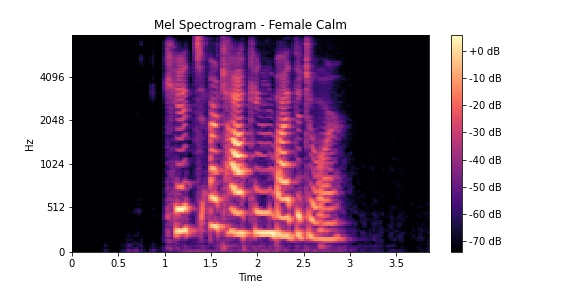 Mel Spectrogram - Female Calm
+0 dB
4096
-10 dB
-20 dB
2048
Hz
-30 dB
1024
-40 dB
-50 dB
512
-60 dB
-70 dB
0
0 0.5 1 1.5 2 2.5 3 3.5
Time